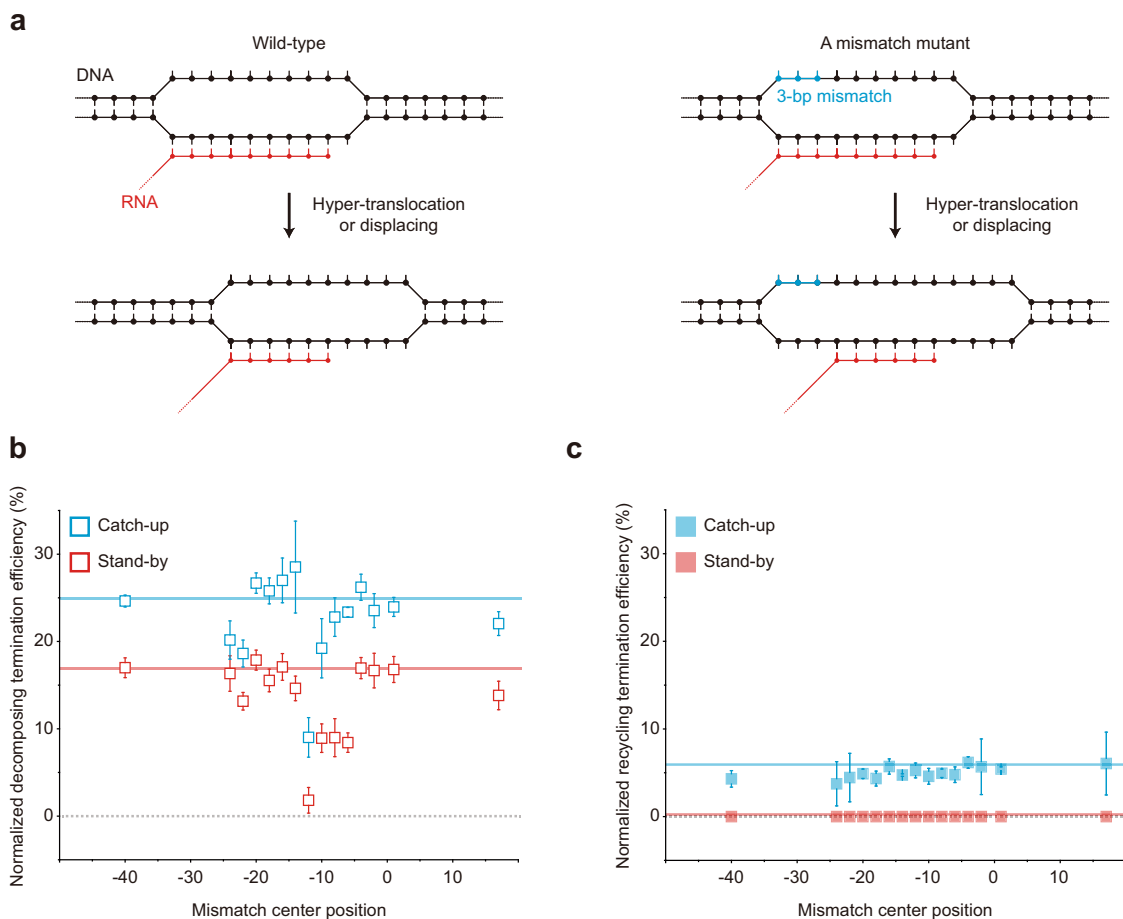 a
Wild-type
DNA
RNA
Hyper-translocation
or displacing
A mismatch mutant
3-bp mismatch
Hyper-translocation
or displacing
b
Normalized decomposing termination efficiency (%)
Catch-up
Stand-by
30
20
10
0
-40 -30 -20 -10 0 10
Mismatch center position
c
Normalized recycling termination efficiency (%)
Catch-up
Stand-by
30
20
10
0
-40 -30 -20 -10 0 10
Mismatch center position